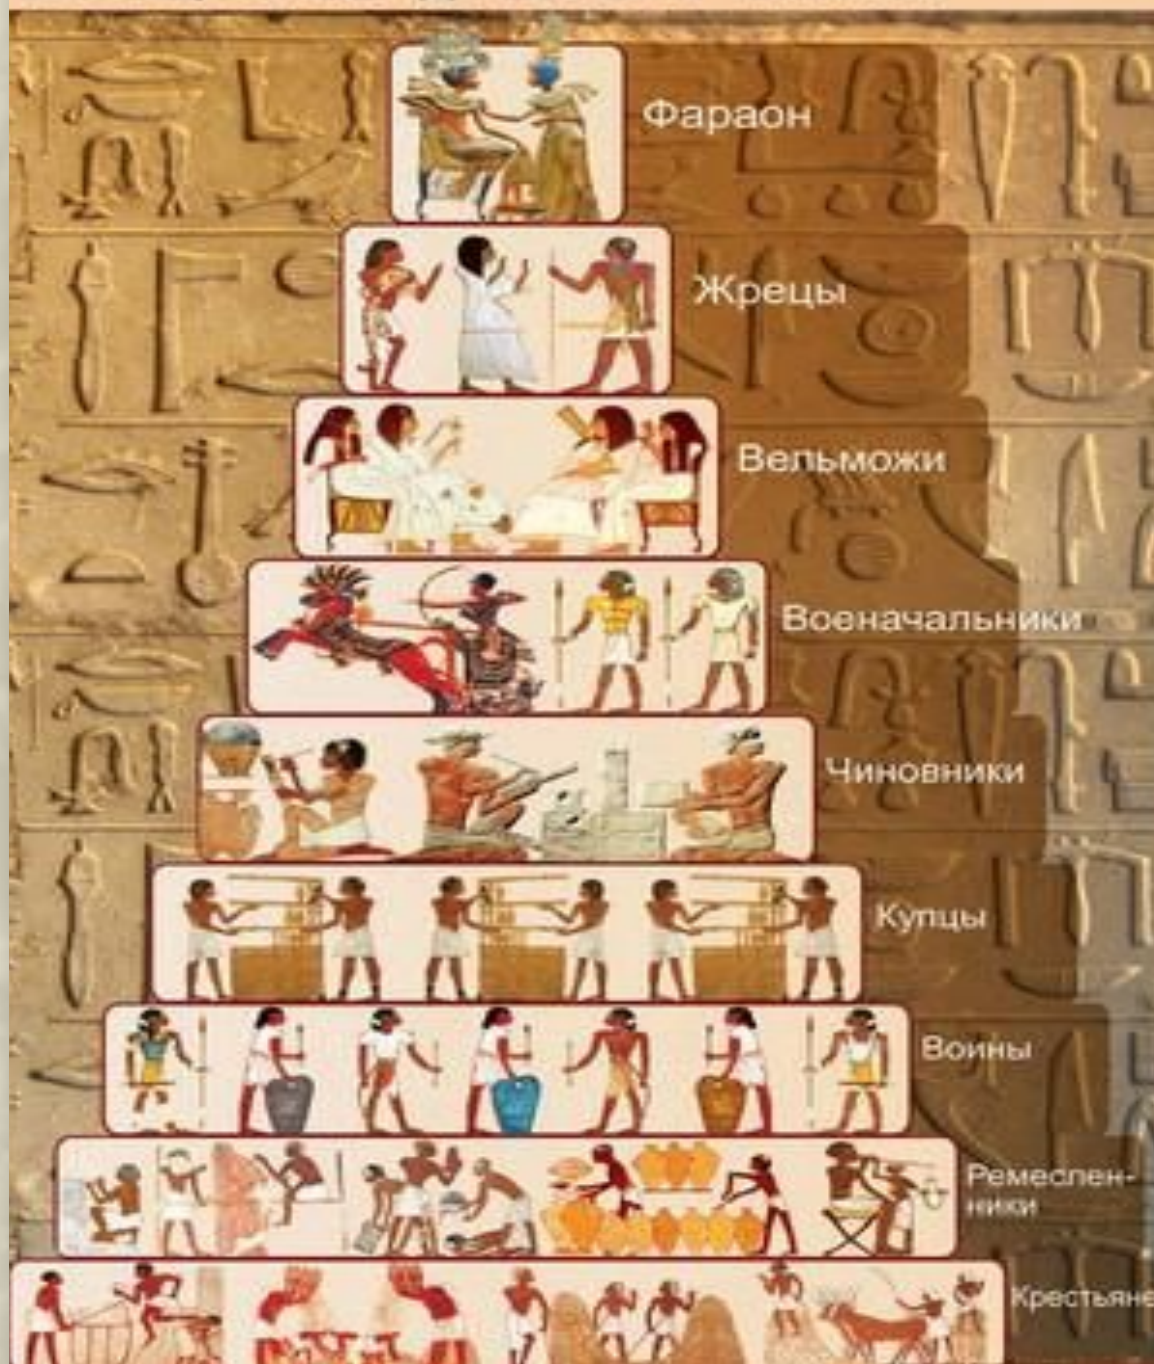 Фараон
Жрецы
Вельможи
Военачальники
Чиновники
Купцы
Воины
Ремеслен-
ники
Крестьяне